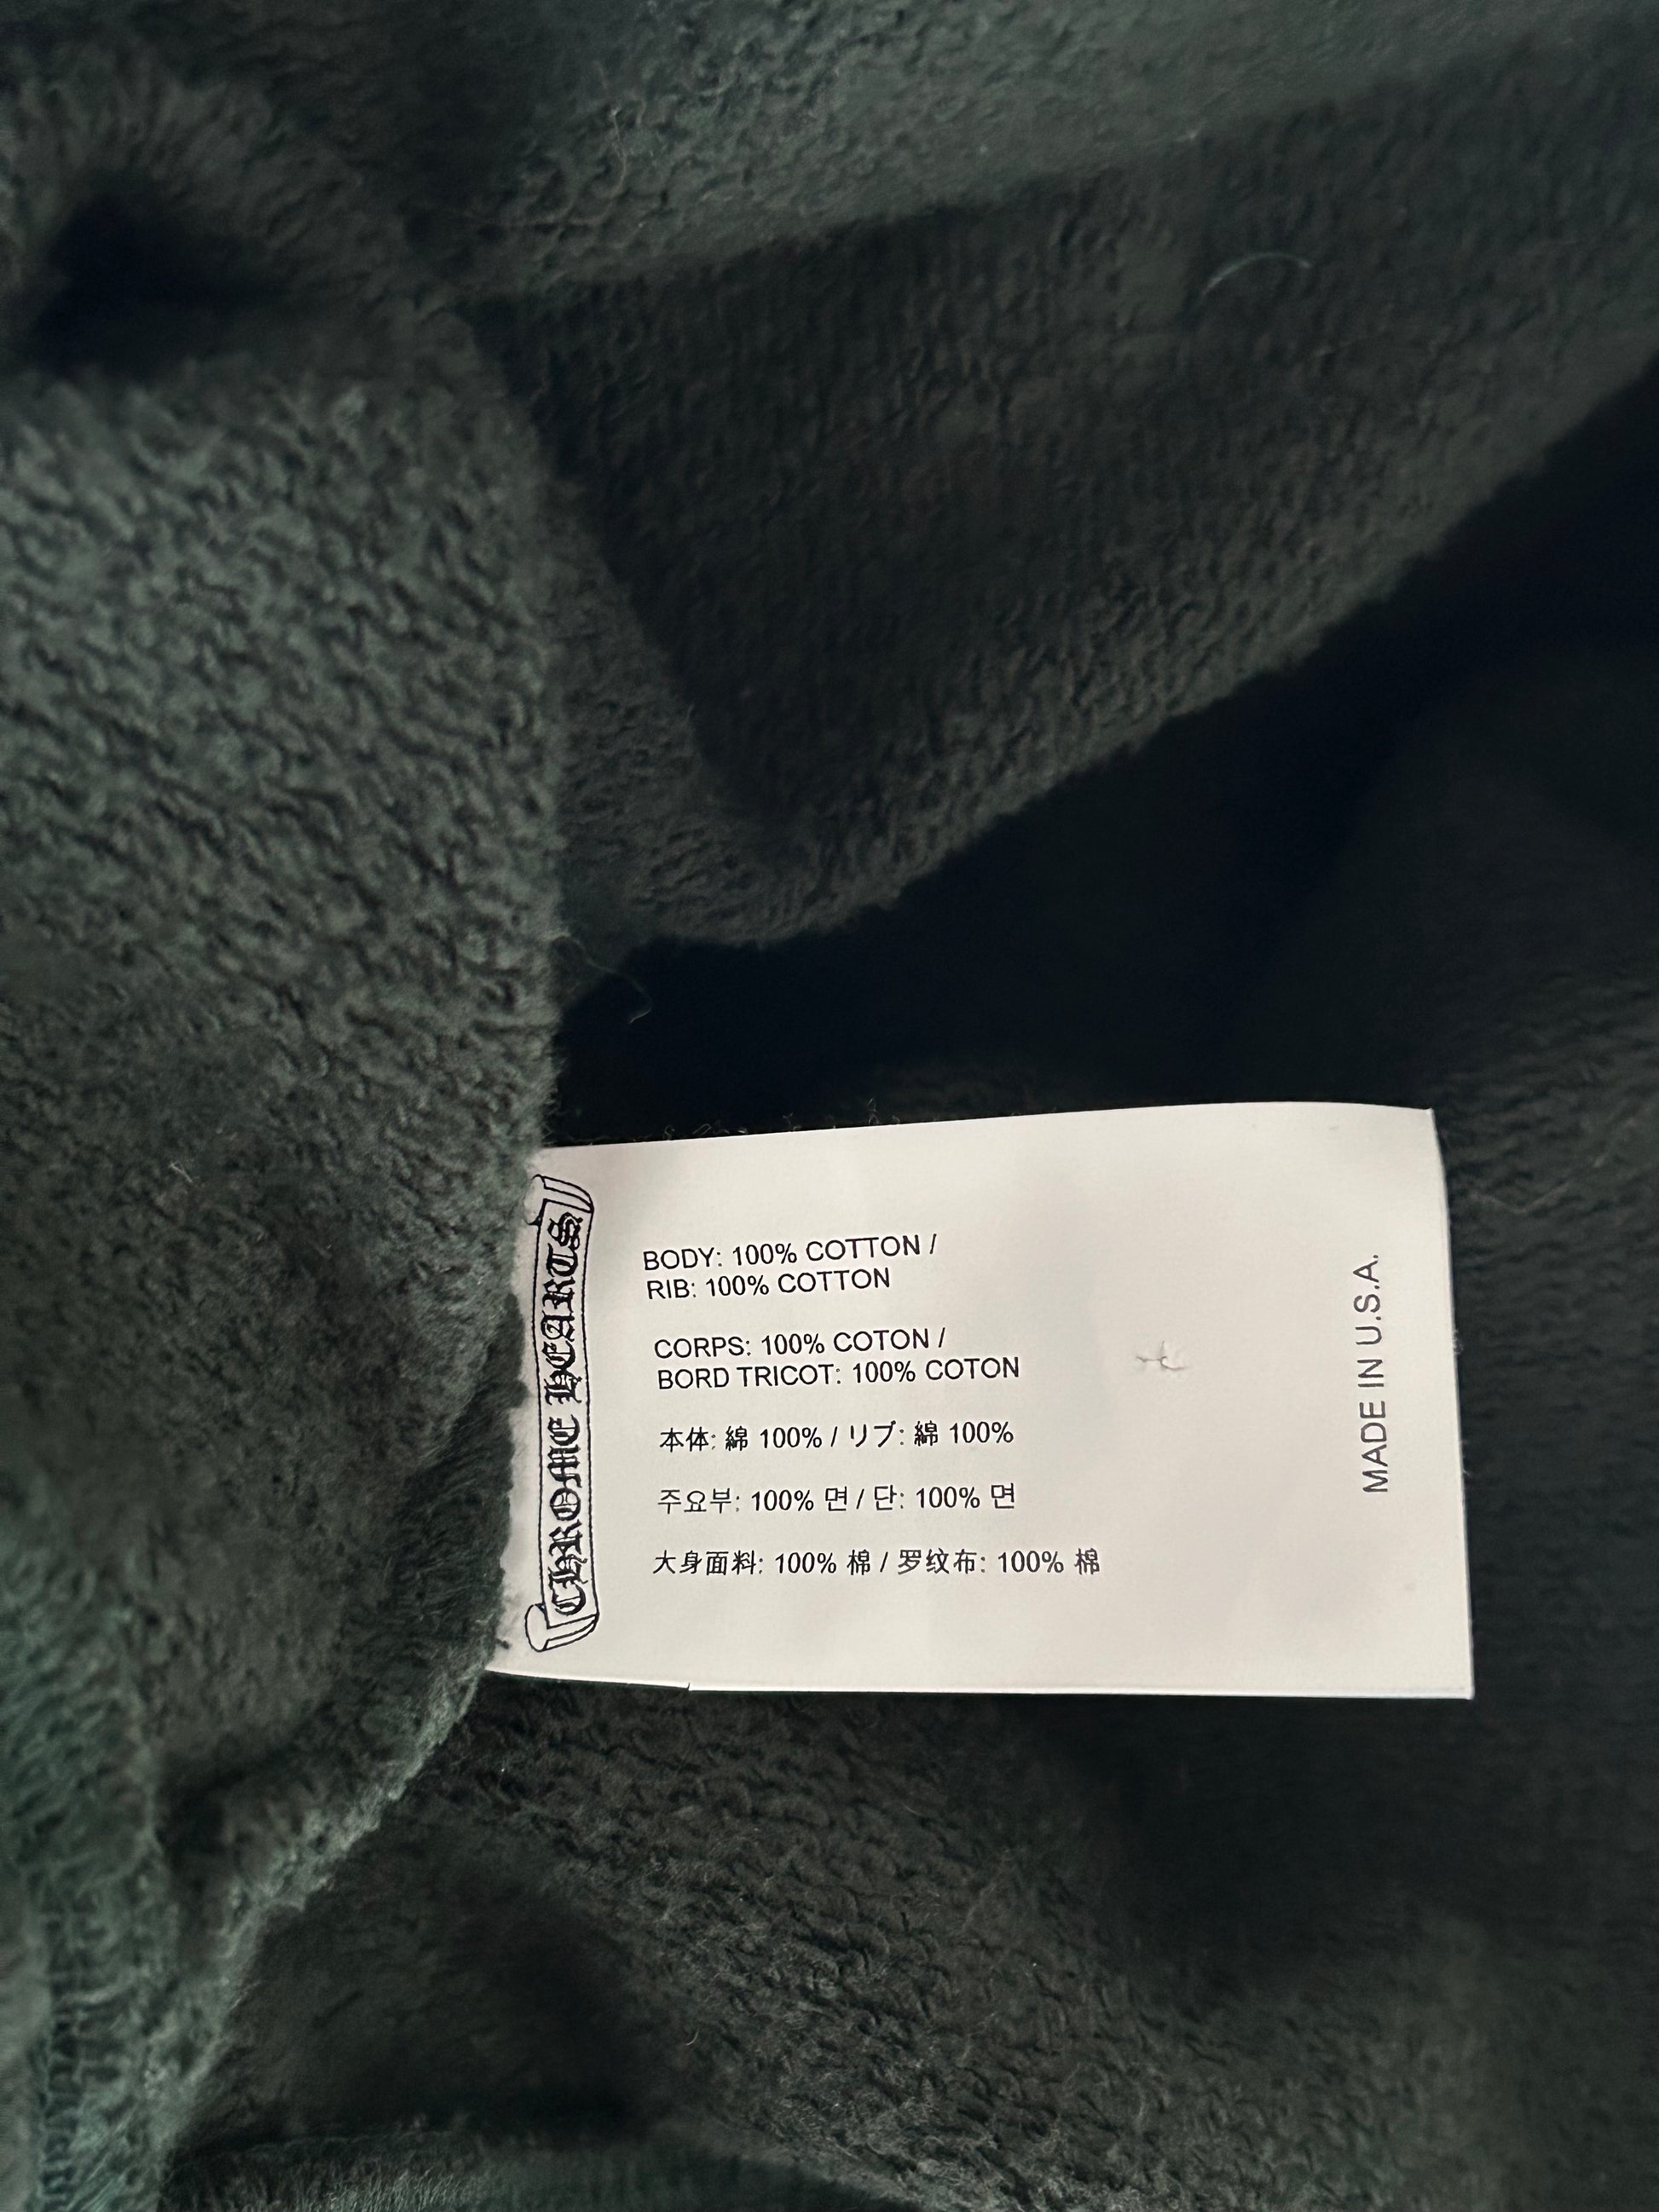 CHROME HEARTS
BODY: 100% COTTON /
RIB: 100% COTTON
CORPS: 100% COTON /
BORD TRICOT: 100% COTON
本体: 綿 100% / リブ: 綿 100%
주요부: 100% 면 / 단: 100% 면
大身面料: 100% 棉 / 罗纹布: 100% 棉
MADE IN U.S.A.